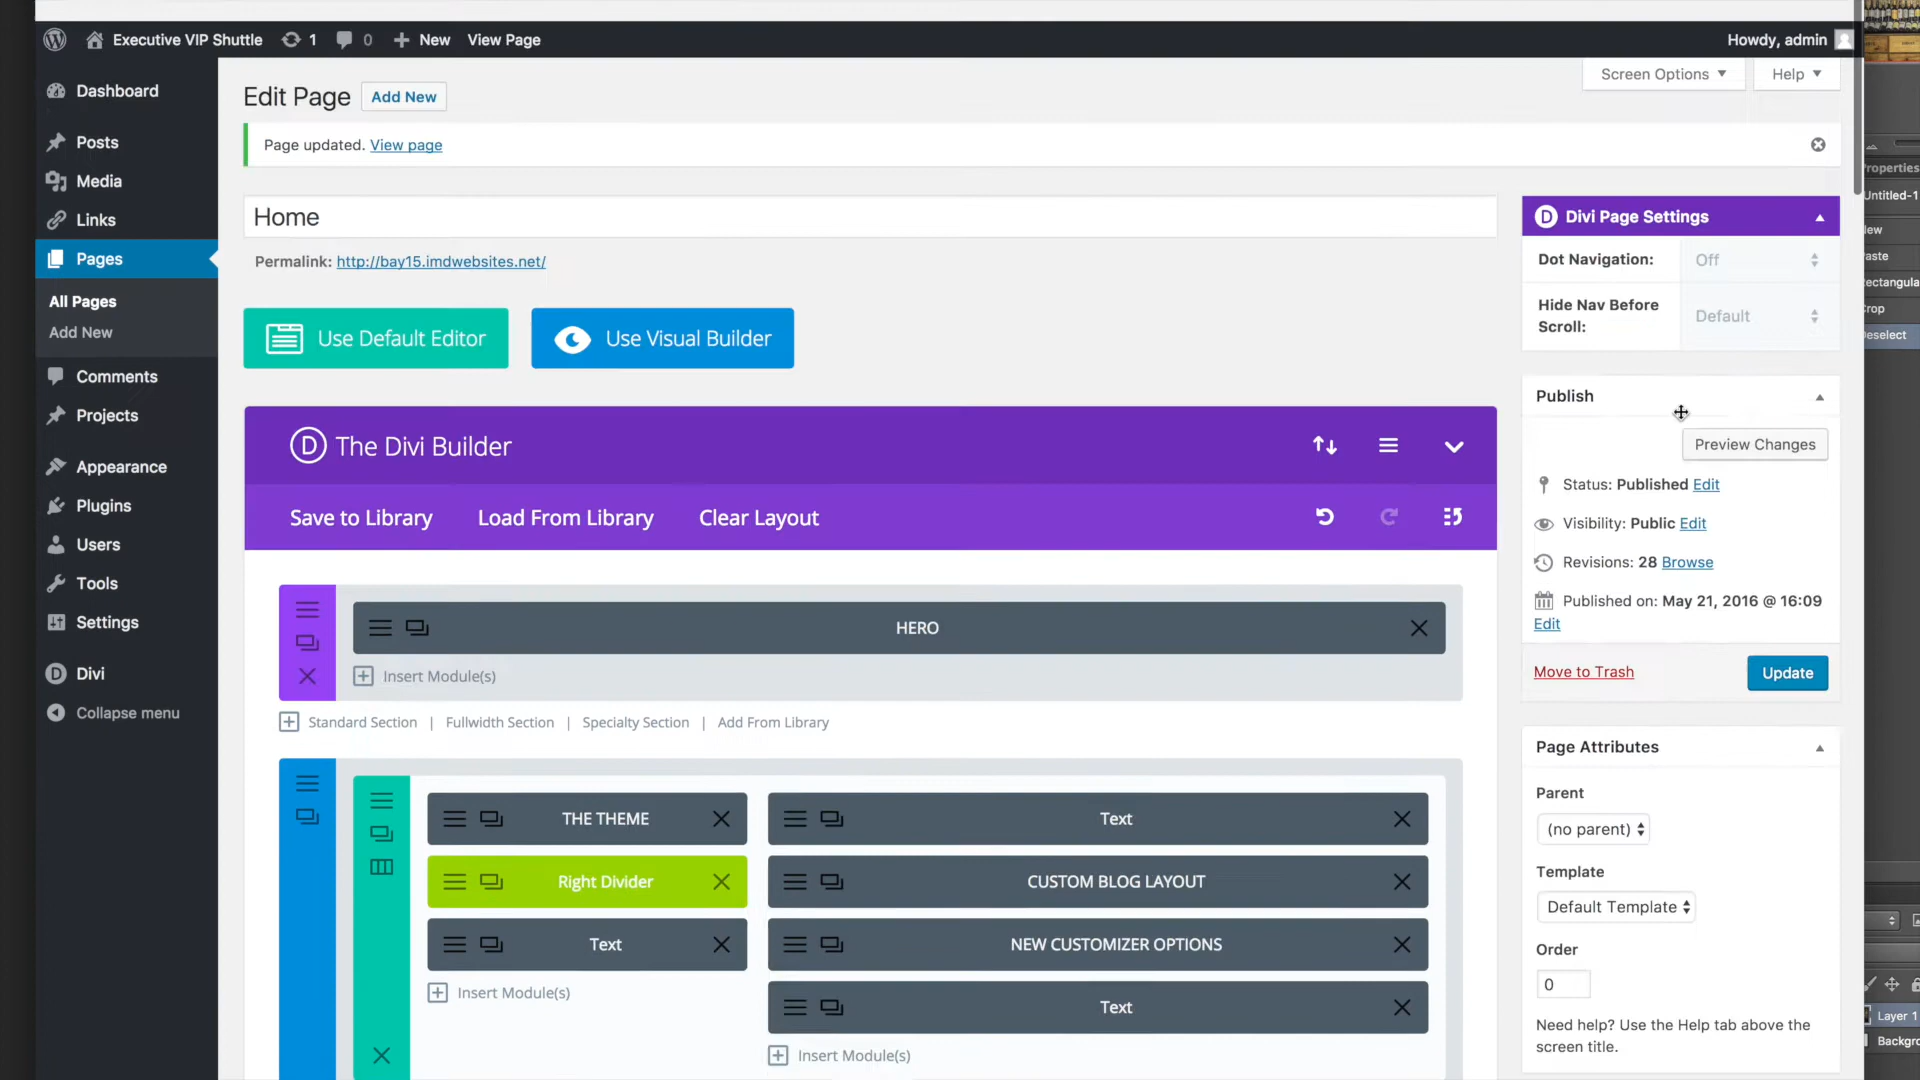 Executive VIP Shuttle 1 0 New View Page Howdy, admin
Screen Options Help
Dashboard
Posts
Media
Links
Pages
All Pages
Add New
Comments
Projects
Appearance
Plugins
Users
Tools
Settings
Divi
Collapse menu
Edit Page Add New
Page updated. View page
Home
Permalink: http://bay15.imdwebsites.net/
Use Default Editor Use Visual Builder
The Divi Builder
Save to Library Load From Library Clear Layout
HERO
Insert Module(s)
Standard Section | Fullwidth Section | Specialty Section | Add From Library
THE THEME
Right Divider
Text
Insert Module(s)
Text
CUSTOM BLOG LAYOUT
NEW CUSTOMIZER OPTIONS
Text
Insert Module(s)
Divi Page Settings
Dot Navigation: Off
Hide Nav Before
Scroll:
Default
Publish
Preview Changes
Status: Published Edit
Visibility: Public Edit
Revisions: 28 Browse
Published on: May 21, 2016 @ 16:09
Edit
Move to Trash Update
Page Attributes
Parent
(no parent)
Template
Default Template
Order
0
Need help? Use the Help tab above the
screen title.
Untitled-1
Layer 1